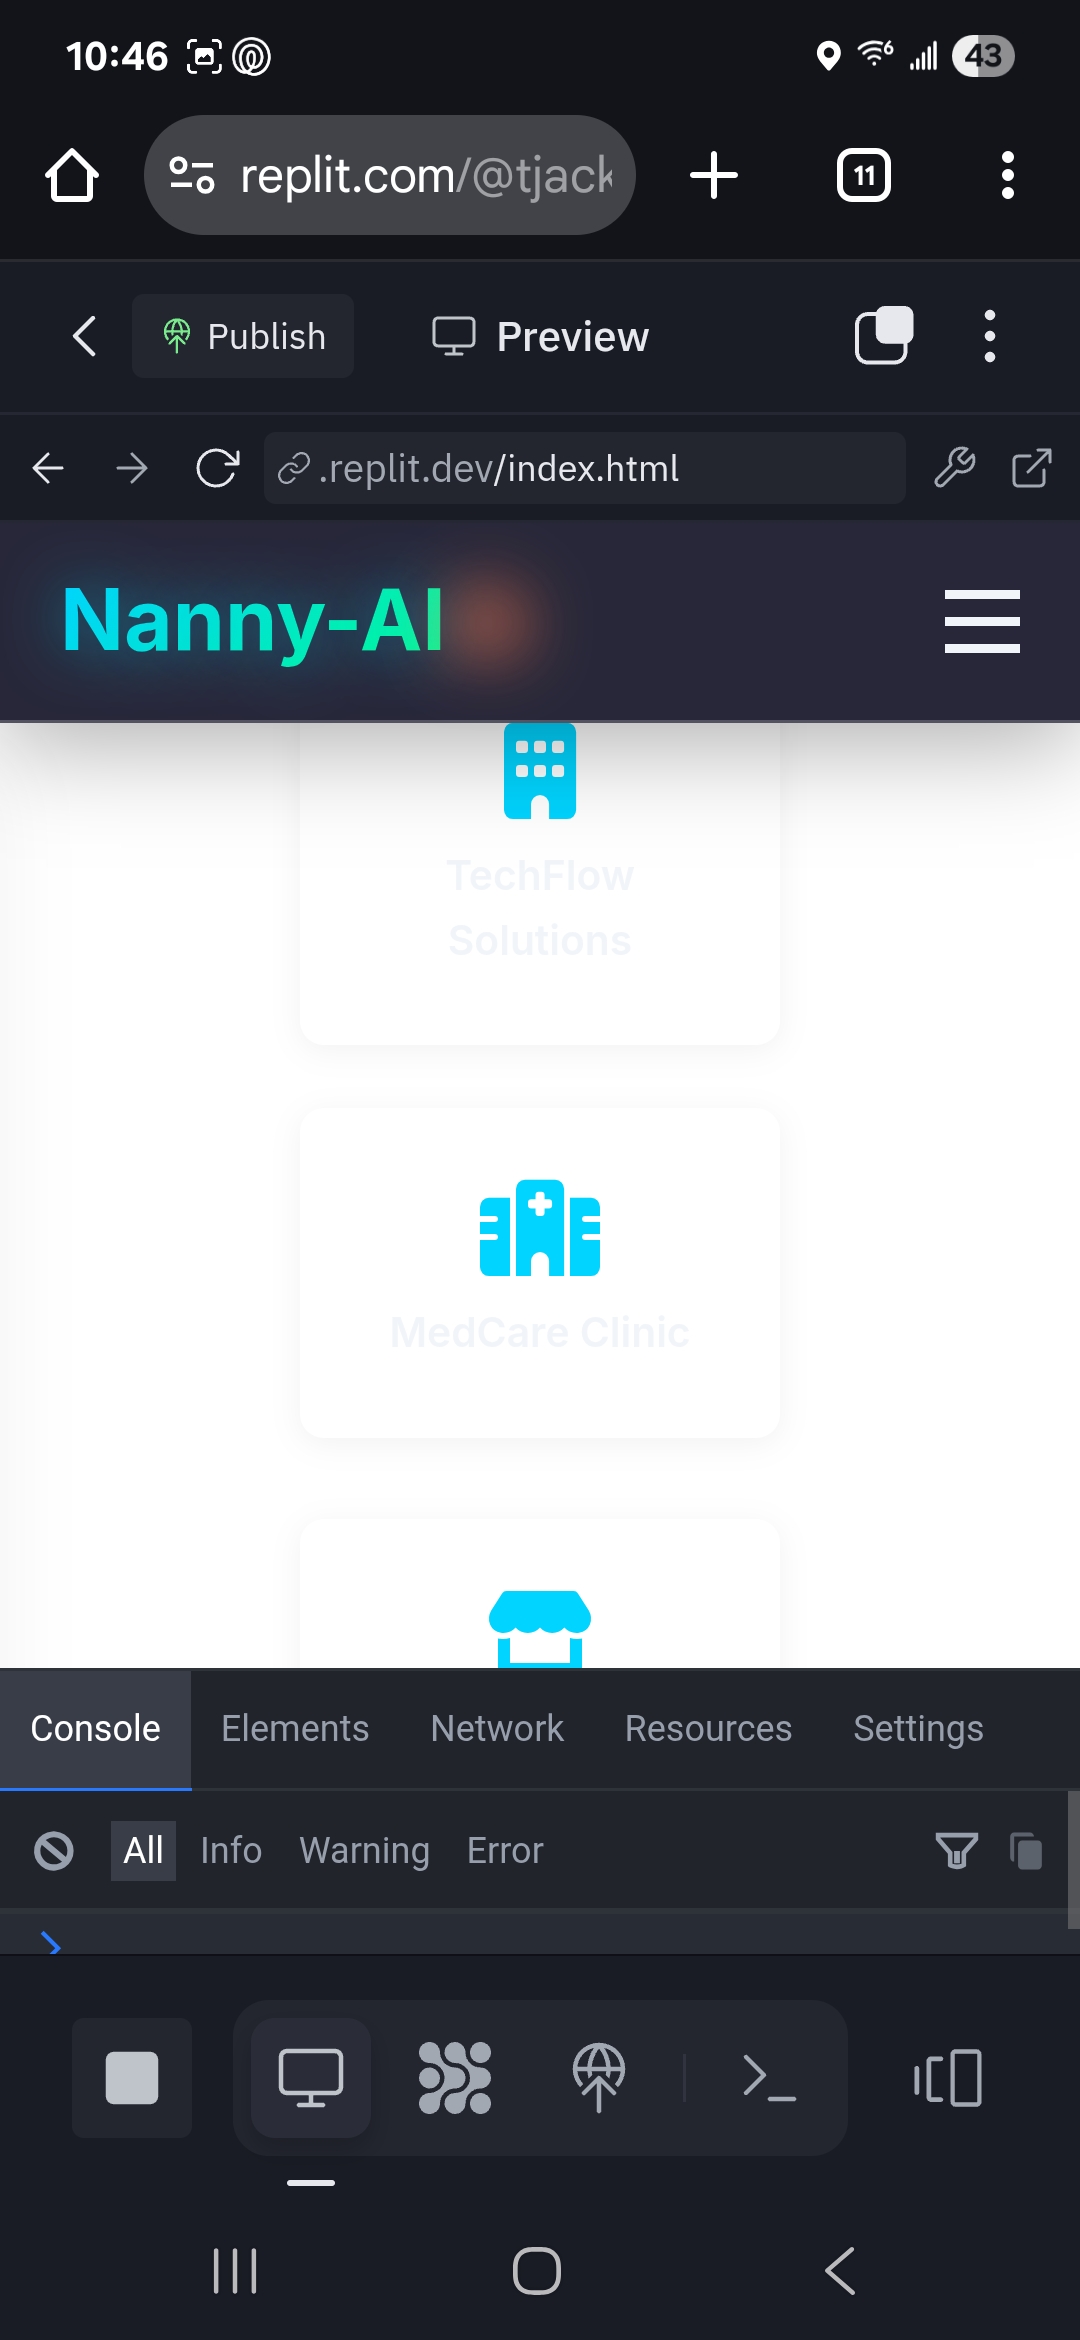 10:46
43
replit.com/@tjack
11
Publish
Preview
.replit.dev/index.html
Nanny-AI
TechFlow
Solutions
MedCare Clinic
Console Elements Network Resources Settings
All Info Warning Error